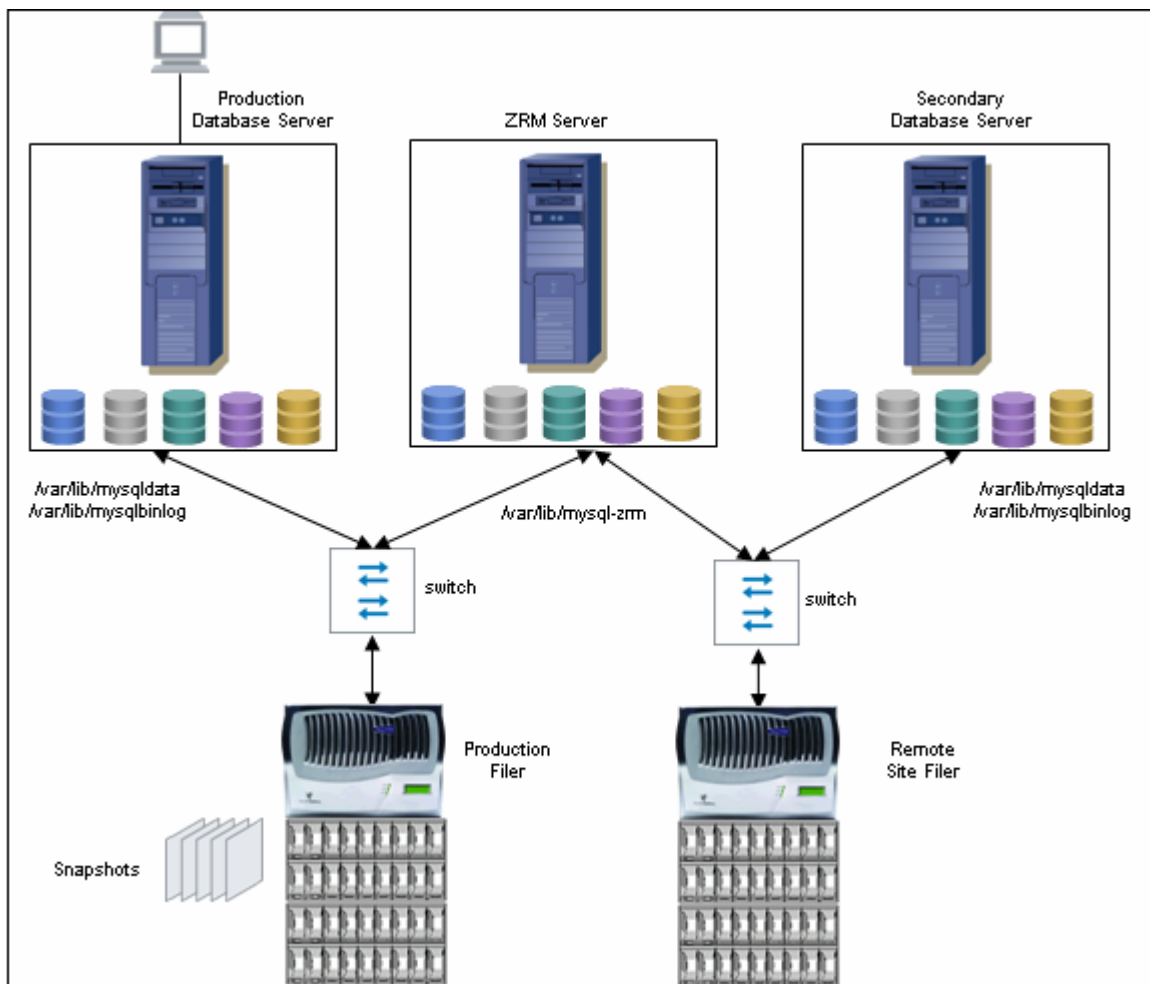 Production
Database Server
ZRM Server
Secondary
Database Server
/var/lib/mysqldata
/var/lib/mysqlbinlog
/var/lib/mysql-zrm
/var/lib/mysqldata
/var/lib/mysqlbinlog
switch
switch
Production
Filer
Remote
Site Filer
Snapshots